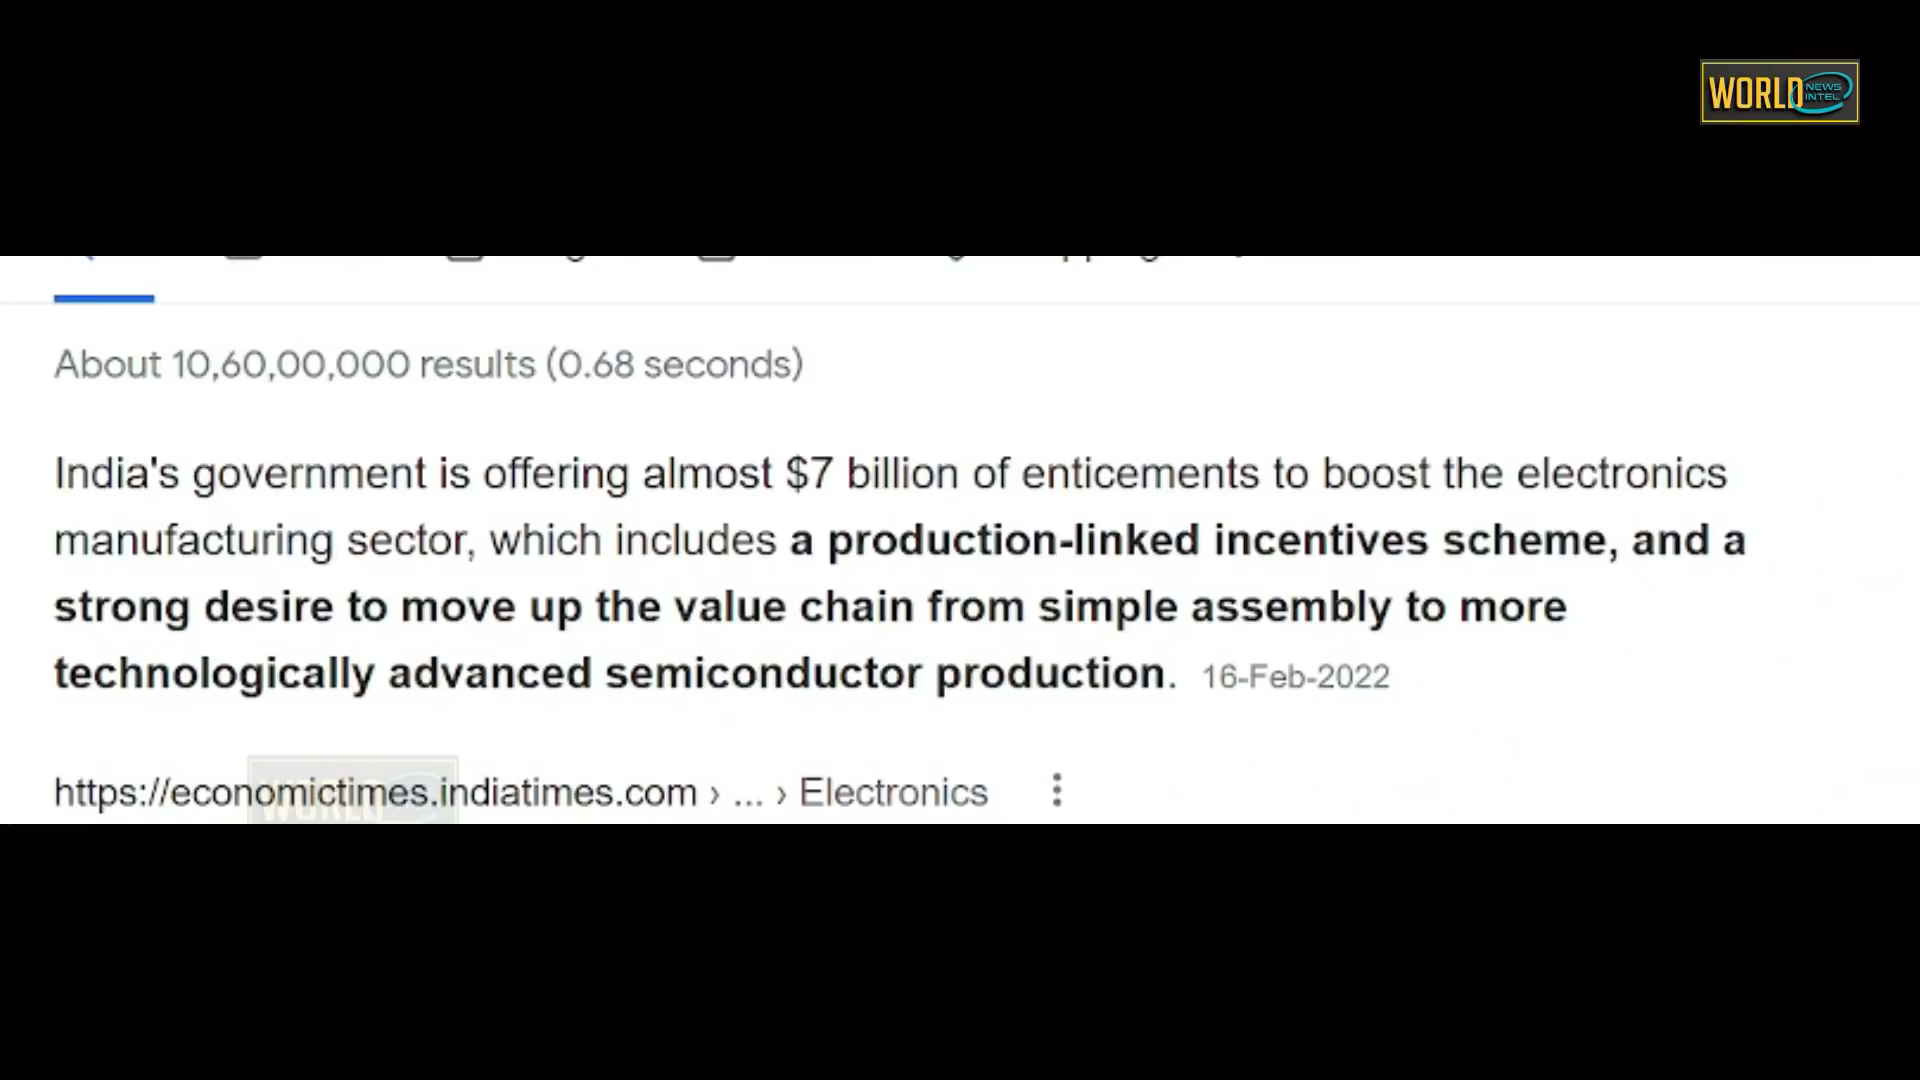 WORLD NEWS INTEL
About 10,60,00,000 results (0.68 seconds)
India's government is offering almost $7 billion of enticements to boost the electronics
manufacturing sector, which includes a production-linked incentives scheme, and a
strong desire to move up the value chain from simple assembly to more
technologically advanced semiconductor production. 16-Feb-2022
https://economictimes.indiatimes.com › ... › Electronics
WORLD